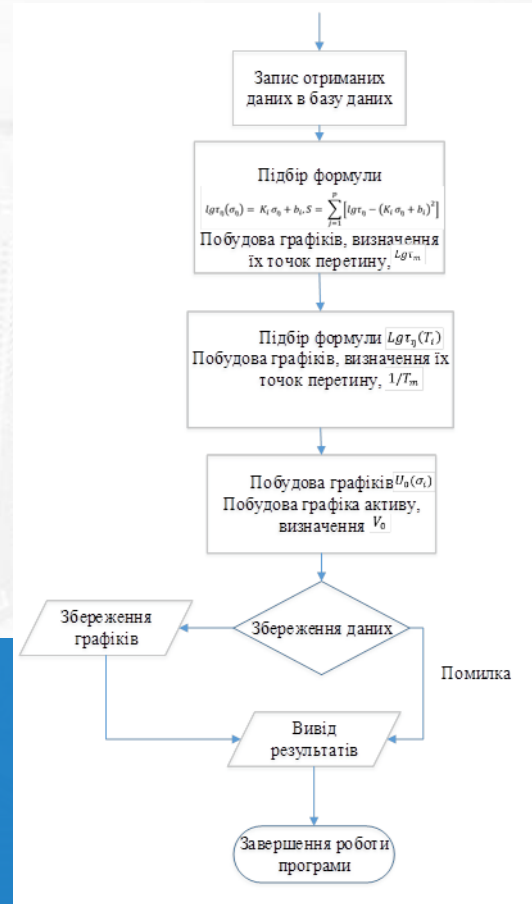 Запис отриманих
даних в базу даних
Підбір формули
lgτ_ij(σ_ij) = K_i σ_ij + b_i, S = ∑_{j=1}^{p} [lgτ_ij − (K_i σ_ij + b_i)^2]
Побудова графіків, визначення
їх точок перетину, Lgτ_m
Підбір формули Lgτ_ij(T_i)
Побудова графіків, визначення їх
точок перетину, 1/T_m
Побудова графіків U_0(σ_i)
Побудова графіка активу,
визначення V_0
Збереження даних
Збереження
графіків
Помилка
Вивід
результатів
Завершення роботи
програми